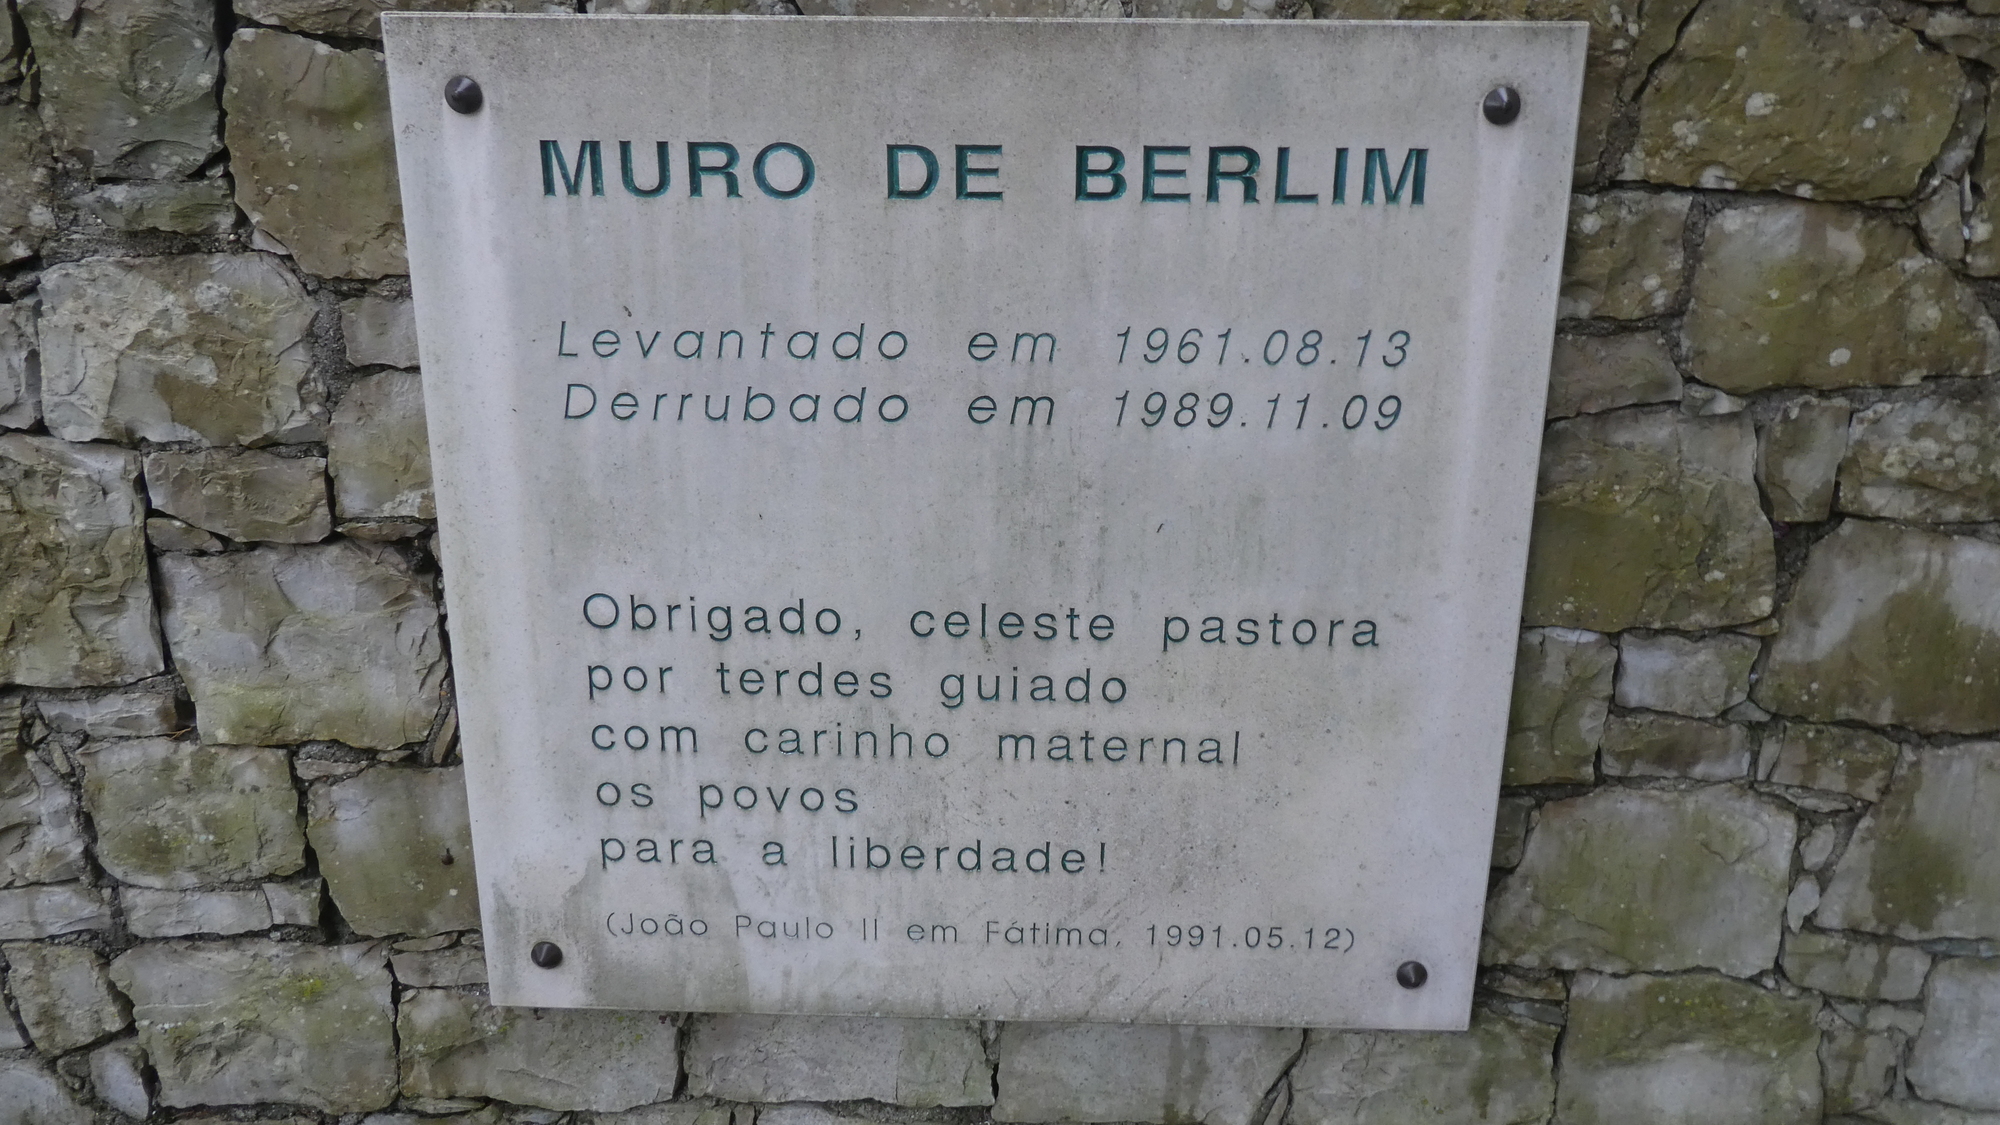 MURO DE BERLIM
Levantado em 1961.08.13
Derrubado em 1989.11.09
Obrigado, celeste pastora
por terdes guiado
com carinho maternal
os povos
para a liberdade!
(João Paulo II em Fátima, 1991.05.12)